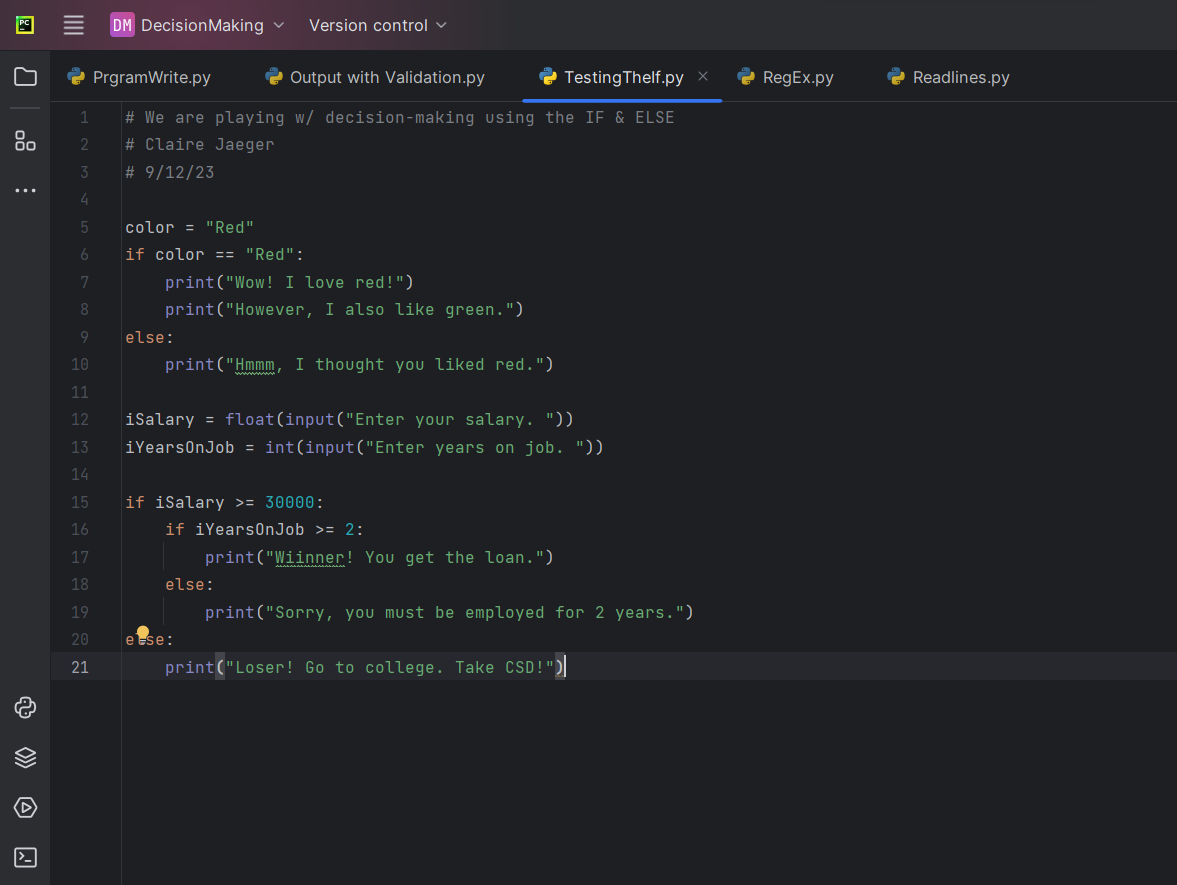 PC DM DecisionMaking Version control
PrgramWrite.py Output with Validation.py TestingTheIf.py RegEx.py Readlines.py
1 # We are playing w/ decision-making using the IF & ELSE
2 # Claire Jaeger
3 # 9/12/23
4
5 color = "Red"
6 if color == "Red":
7     print("Wow! I love red!")
8     print("However, I also like green.")
9 else:
10     print("Hmmm, I thought you liked red.")
11
12 iSalary = float(input("Enter your salary. "))
13 iYearsOnJob = int(input("Enter years on job. "))
14
15 if iSalary >= 30000:
16     if iYearsOnJob >= 2:
17         print("Wiinner! You get the loan.")
18     else:
19         print("Sorry, you must be employed for 2 years.")
20 else:
21     print("Loser! Go to college. Take CSD!")